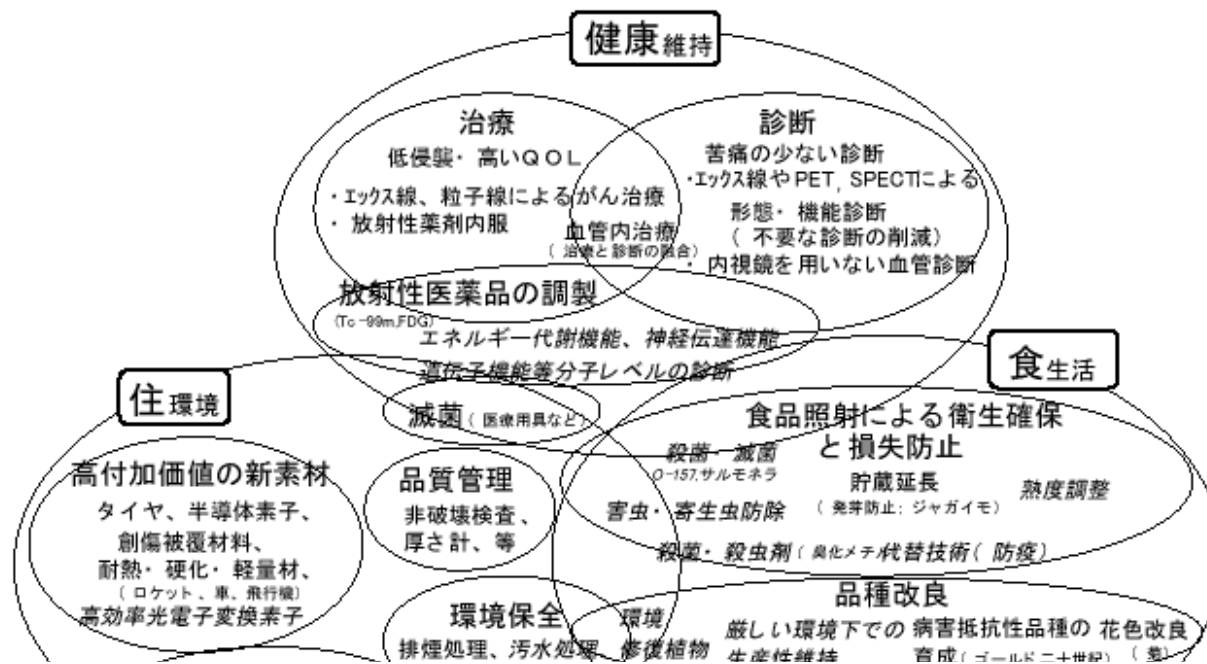 健康維持
治療
低侵襲・高いQOL
・エックス線、粒子線によるがん治療
・放射性薬剤内服
診断
苦痛の少ない診断
・エックス線やPET, SPECTによる
形態・機能診断
(不要な診断の削減)
・内視鏡を用いない血管診断
血管内治療
(治療と診断の融合)
放射性医薬品の調製
(Tc-99m,FDG)
エネルギー代謝機能、神経伝達機能
遺伝子機能等分子レベルの診断
滅菌(医療用具など)
住環境
高付加価値の新素材
タイヤ、半導体素子、
創傷被覆材料、
耐熱・硬化・軽量材、
(ロケット、車、飛行機)
高効率光電子変換素子
品質管理
非破壊検査、
厚さ計、等
環境保全
排煙処理、汚水処理、
環境
修復植物
食生活
食品照射による衛生確保
と損失防止
殺菌・滅菌
O-157,サルモネラ
貯蔵延長
(発芽防止:ジャガイモ)
熟度調整
害虫・寄生虫防除
殺菌・殺虫剤(臭化メチル)代替技術(防疫)
品種改良
厳しい環境下での
生産性維持
病害抵抗性品種の
育成(ゴールド二十世紀)
花色改良
(菊)